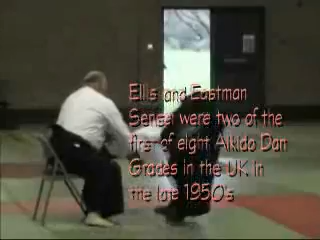 Ellis and Eastman
Sensei were two of the
first of eight Aikido Dan
Grades in the UK in
the late 1950's